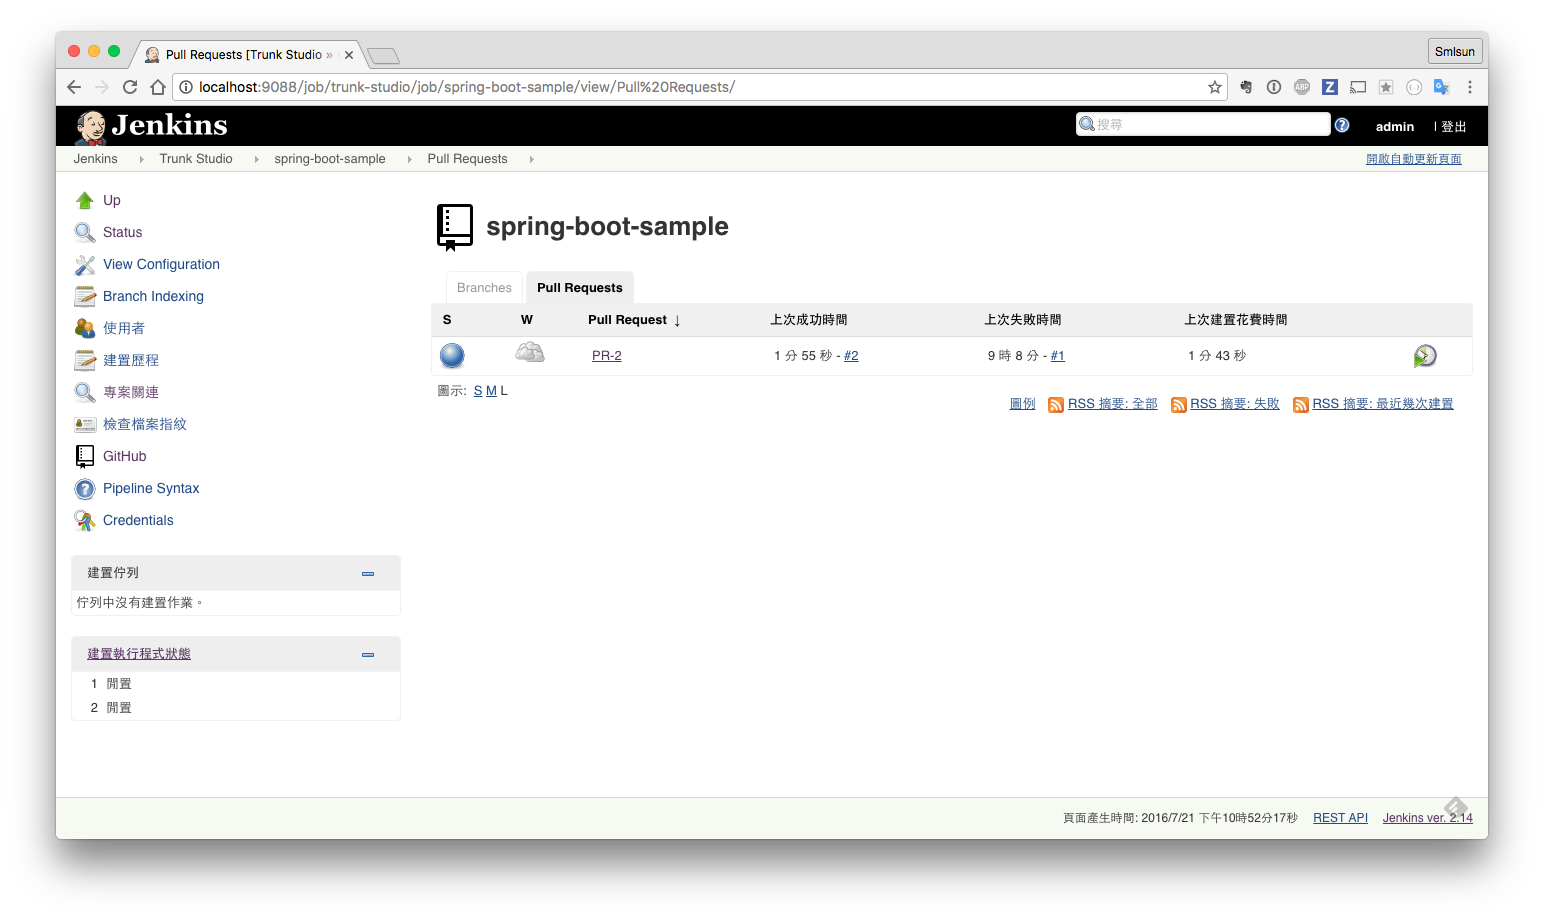 Pull Requests [Trunk Studio »
Smlsun
localhost:9088/job/trunk-studio/job/spring-boot-sample/view/Pull%20Requests/
ABP
Z
Jenkins
搜尋
?
admin
| 登出
Jenkins
Trunk Studio
spring-boot-sample
Pull Requests
開啟自動更新頁面
Up
Status
View Configuration
Branch Indexing
使用者
建置歷程
專案關連
檢查檔案指紋
GitHub
Pipeline Syntax
Credentials
建置佇列
佇列中沒有建置作業。
建置執行程式狀態
1 閒置
2 閒置
spring-boot-sample
Branches
Pull Requests
S W Pull Request ↓ 上次成功時間 上次失敗時間 上次建置花費時間
PR-2 1 分 55 秒 - #2 9 時 8 分 - #1 1 分 43 秒
圖示: S M L
圖例 RSS 摘要: 全部 RSS 摘要: 失敗 RSS 摘要: 最近幾次建置
頁面產生時間: 2016/7/21 下午10時52分17秒 REST API Jenkins ver. 2.14